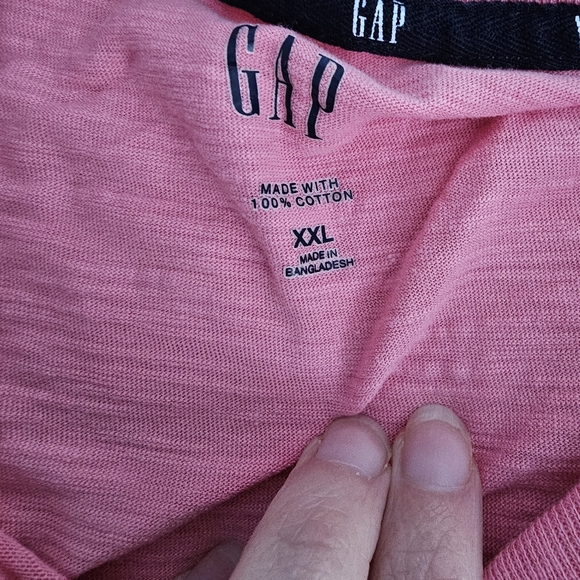 GAP
GAP
MADE WITH
100% COTTON
XXL
MADE IN
BANGLADESH